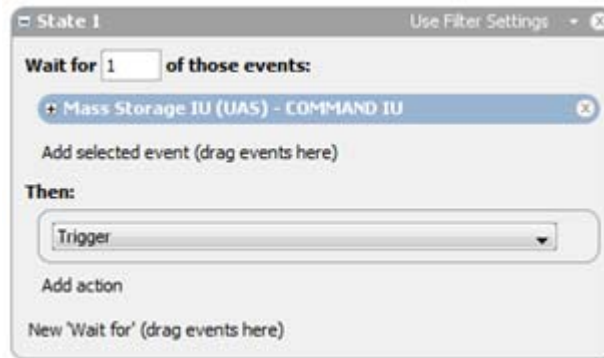 State 1 Use Filter Settings
Wait for 1 of those events:
Mass Storage IU (UAS) - COMMAND IU
Add selected event (drag events here)
Then:
Trigger
Add action
New 'Wait for' (drag events here)